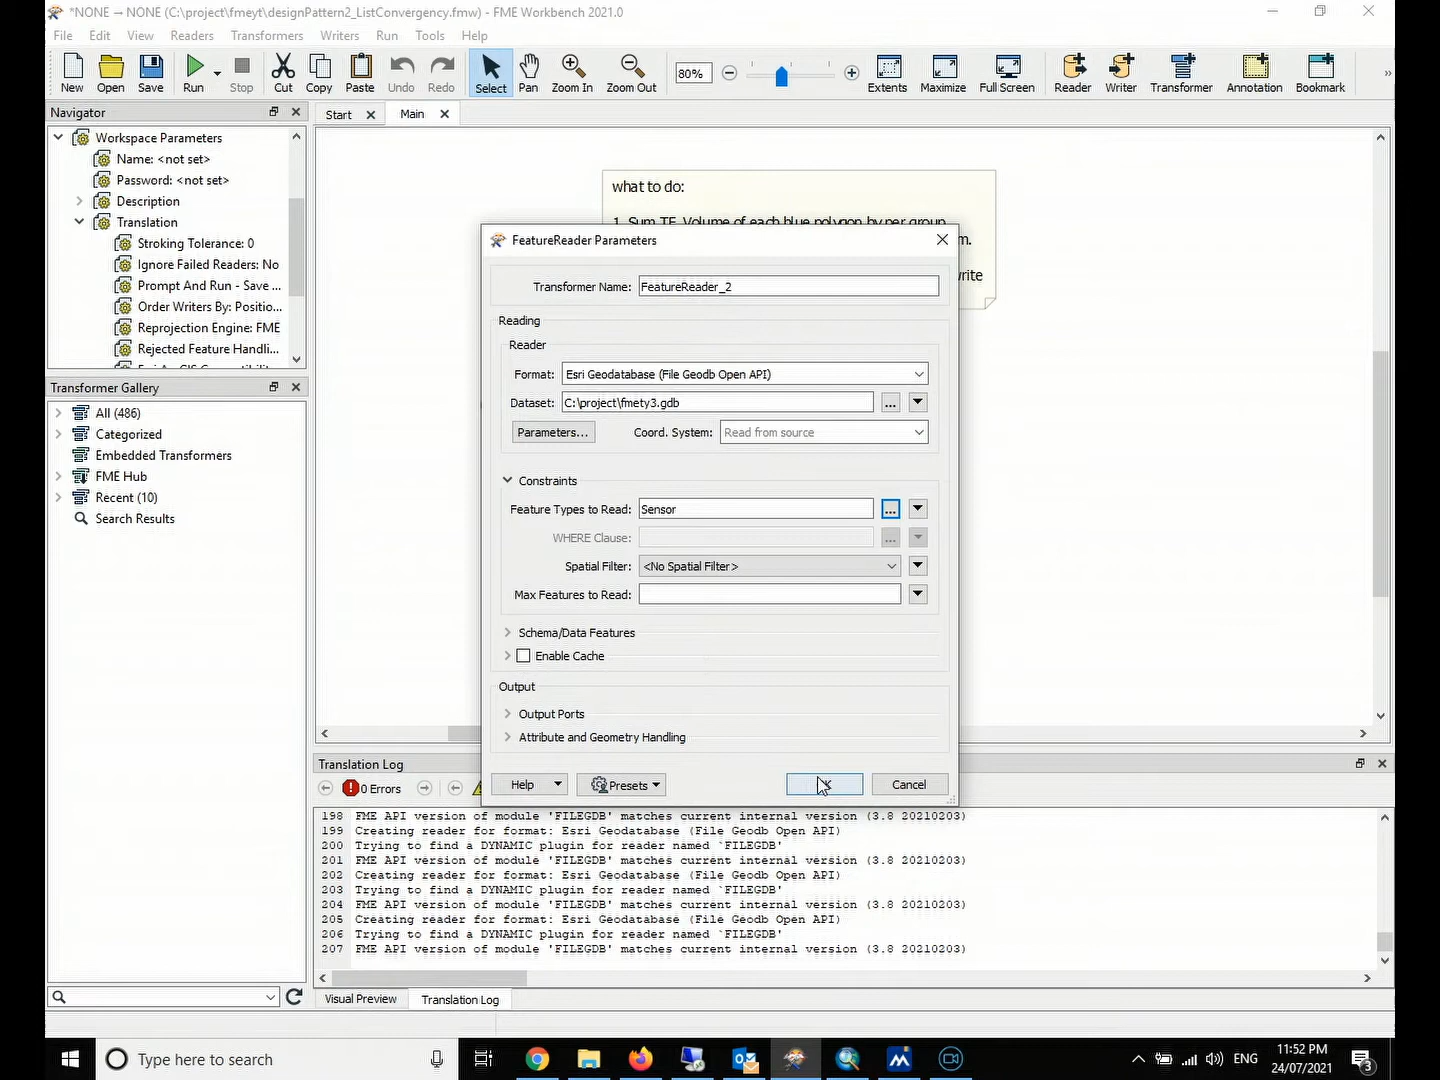 *NONE → NONE (C:\project\fmeyt\designPattern2_ListConvergency.fmw) - FME Workbench 2021.0
File Edit View Readers Transformers Writers Run Tools Help
New Open Save Run Stop Cut Copy Paste Undo Redo Select Pan Zoom In Zoom Out 80% Extents Maximize Full Screen Reader Writer Transformer Annotation Bookmark »
Navigator
Start Main
Workspace Parameters
Name: <not set>
Password: <not set>
Description
Translation
Stroking Tolerance: 0
Ignore Failed Readers: No
Prompt And Run - Save ...
Order Writers By: Positio...
Reprojection Engine: FME
Rejected Feature Handli...
Transformer Gallery
All (486)
Categorized
Embedded Transformers
FME Hub
Recent (10)
Search Results
what to do:
1. Sum TF_Volume of each blue polygon by per group
m.
write
FeatureReader Parameters
Transformer Name: FeatureReader_2
Reading
Reader
Format: Esri Geodatabase (File Geodb Open API)
Dataset: C:\project\fmety3.gdb ...
Parameters... Coord. System: Read from source
Constraints
Feature Types to Read: Sensor ...
WHERE Clause: ...
Spatial Filter: <No Spatial Filter>
Max Features to Read:
Schema/Data Features
Enable Cache
Output
Output Ports
Attribute and Geometry Handling
Help Presets Cancel
Translation Log
0 Errors
198 FME API version of module 'FILEGDB' matches current internal version (3.8 20210203)
199 Creating reader for format: Esri Geodatabase (File Geodb Open API)
200 Trying to find a DYNAMIC plugin for reader named `FILEGDB'
201 FME API version of module 'FILEGDB' matches current internal version (3.8 20210203)
202 Creating reader for format: Esri Geodatabase (File Geodb Open API)
203 Trying to find a DYNAMIC plugin for reader named `FILEGDB'
204 FME API version of module 'FILEGDB' matches current internal version (3.8 20210203)
205 Creating reader for format: Esri Geodatabase (File Geodb Open API)
206 Trying to find a DYNAMIC plugin for reader named `FILEGDB'
207 FME API version of module 'FILEGDB' matches current internal version (3.8 20210203)
Visual Preview Translation Log
Type here to search
ENG 11:52 PM
24/07/2021
3